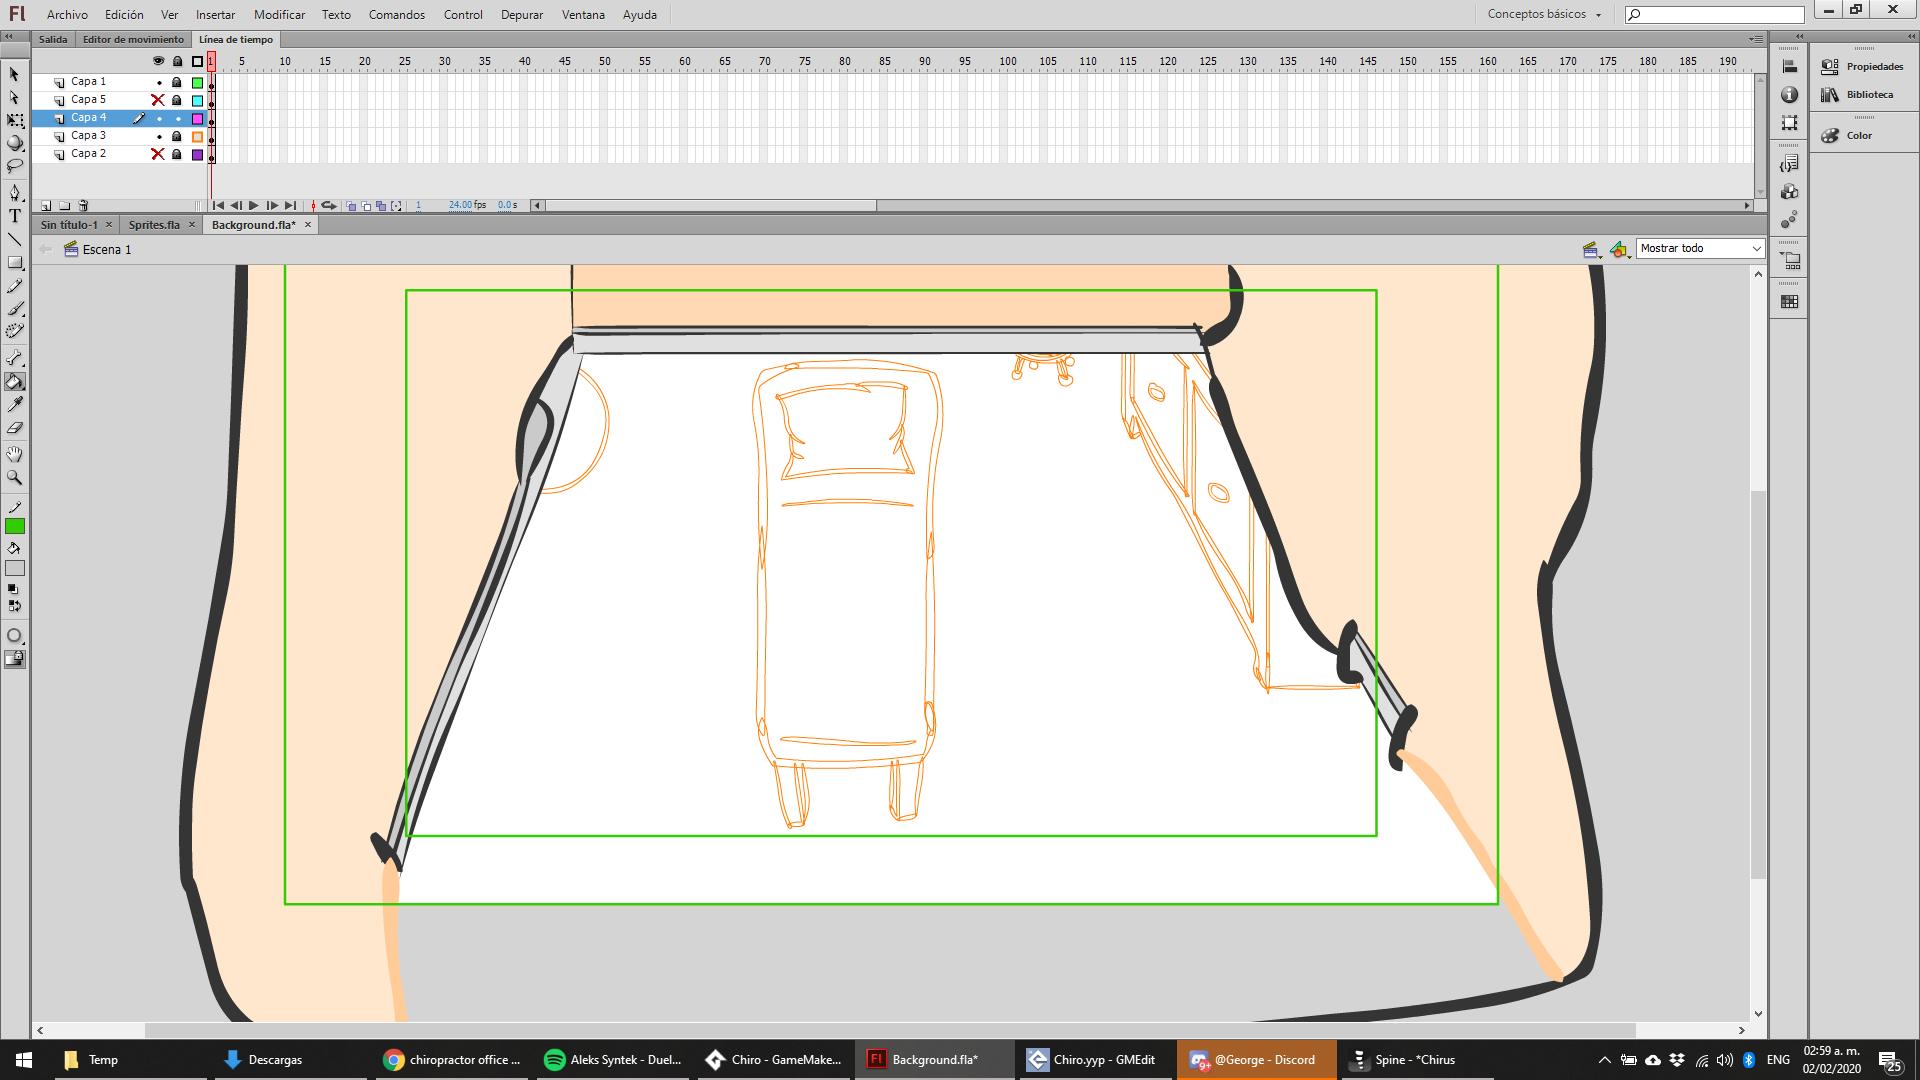 Fl Archivo Edición Ver Insertar Modificar Texto Comandos Control Depurar Ventana Ayuda Conceptos básicos
Salida Editor de movimiento Línea de tiempo
1 5 10 15 20 25 30 35 40 45 50 55 60 65 70 75 80 85 90 95 100 105 110 115 120 125 130 135 140 145 150 155 160 165 170 175 180 185 190
Capa 1
Capa 5
Capa 4
Capa 3
Capa 2
1 24.00 fps 0.0 s
Sin título-1 Sprites.fla Background.fla*
Escena 1 Mostrar todo
Propiedades
Biblioteca
Color
T
Temp Descargas chiropractor office ... Aleks Syntek - Duel... Chiro - GameMake... Fl Background.fla* Chiro.yyp - GMEdit 9+ @George - Discord Spine - *Chirus ENG 02:59 a. m.
02/02/2020 25